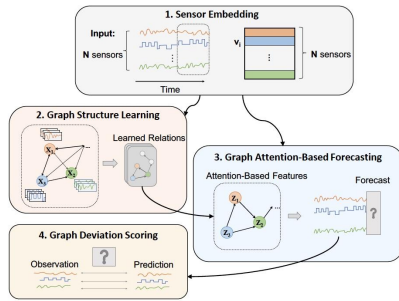 1. Sensor Embedding
Input:
N sensors
Time
v_i
N sensors
2. Graph Structure Learning
Learned Relations
X_1
X_2
X_3
...
3. Graph Attention-Based Forecasting
Attention-Based Features
Forecast
Z_1
Z_2
Z_3
...
?
4. Graph Deviation Scoring
Observation
?
Prediction